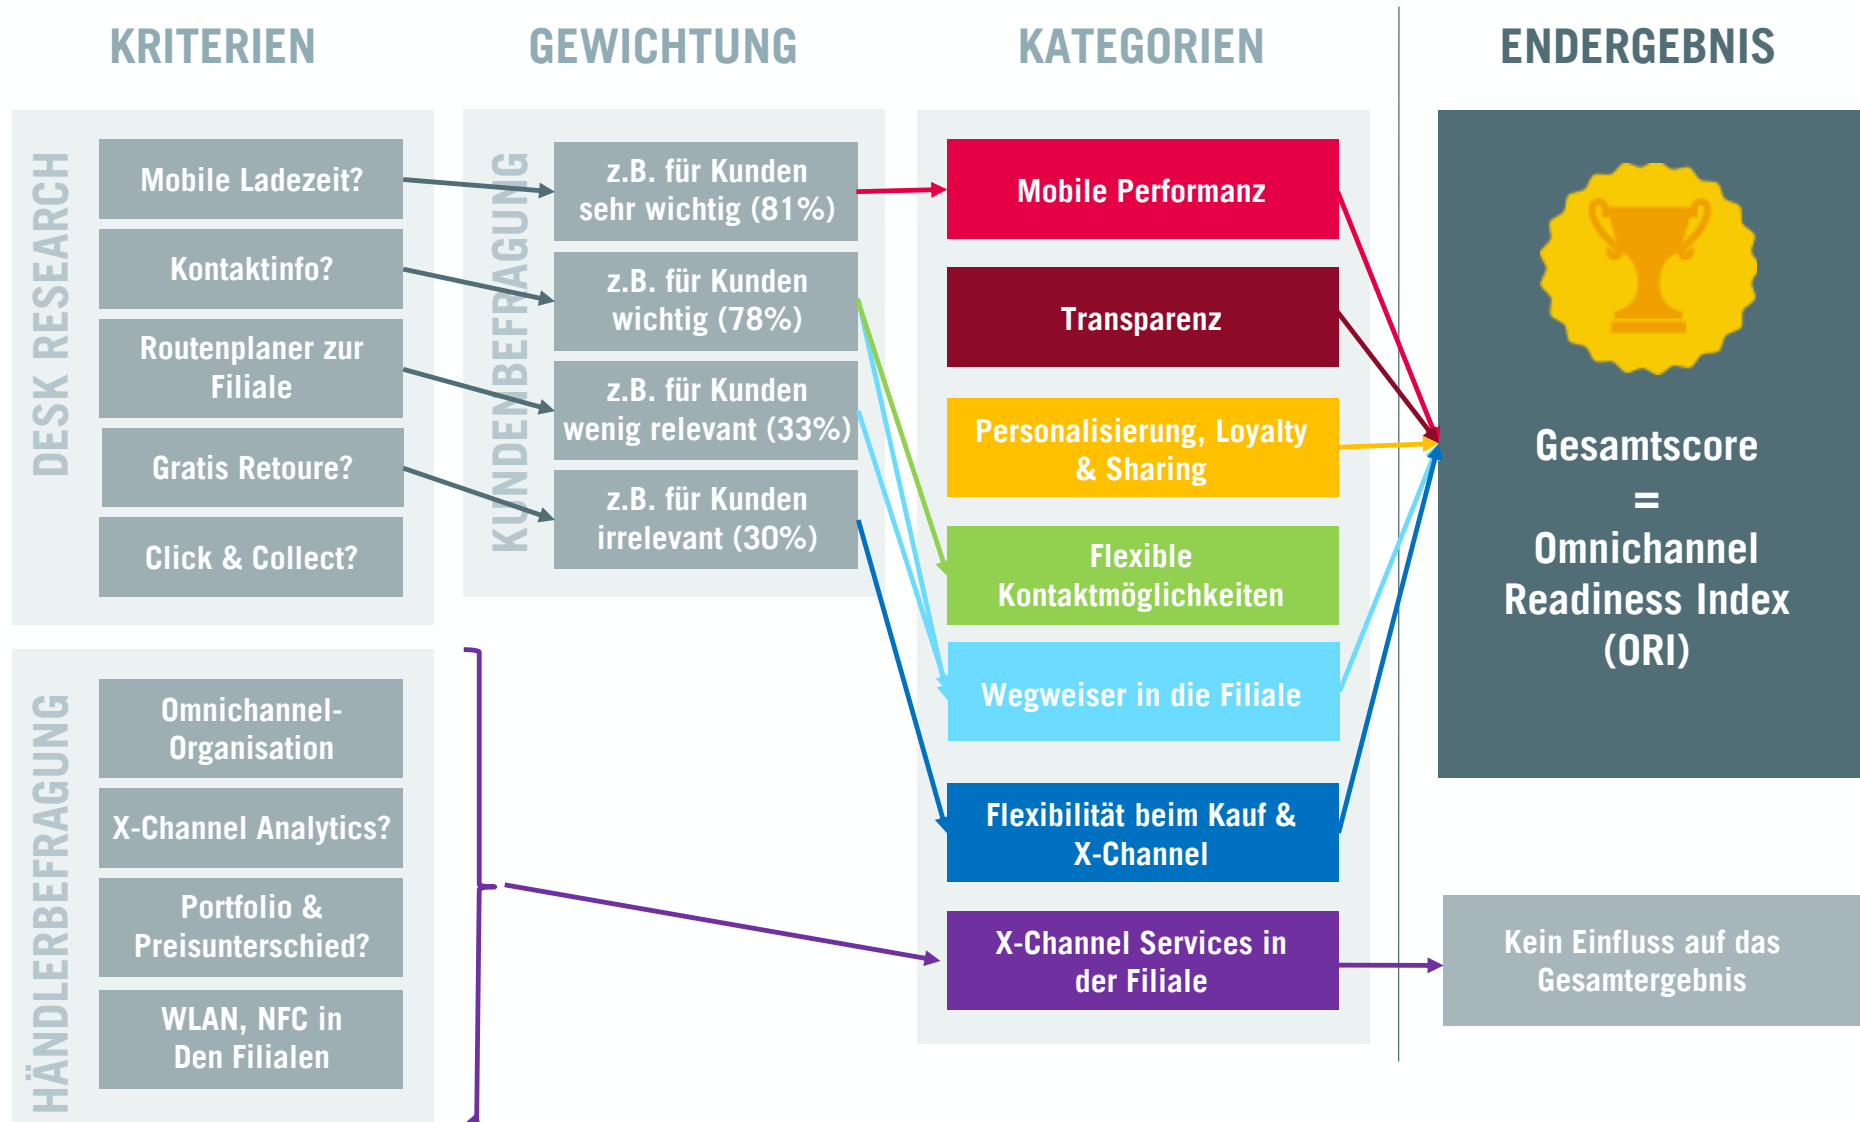 KRITERIEN
GEWICHTUNG
KATEGORIEN
ENDERGEBNIS
DESK RESEARCH
Mobile Ladezeit?
Kontaktinfo?
Routenplaner zur
Filiale
Gratis Retoure?
Click & Collect?
HÄNDLERBEFRAGUNG
Omnichannel-
Organisation
X-Channel Analytics?
Portfolio &
Preisunterschied?
WLAN, NFC in
Den Filialen
KUNDENBEFRAGUNG
z.B. für Kunden
sehr wichtig (81%)
z.B. für Kunden
wichtig (78%)
z.B. für Kunden
wenig relevant (33%)
z.B. für Kunden
irrelevant (30%)
Mobile Performanz
Transparenz
Personalisierung, Loyalty
& Sharing
Flexible
Kontaktmöglichkeiten
Wegweiser in die Filiale
Flexibilität beim Kauf &
X-Channel
X-Channel Services in
der Filiale
Gesamtscore
=
Omnichannel
Readiness Index
(ORI)
Kein Einfluss auf das
Gesamtergebnis